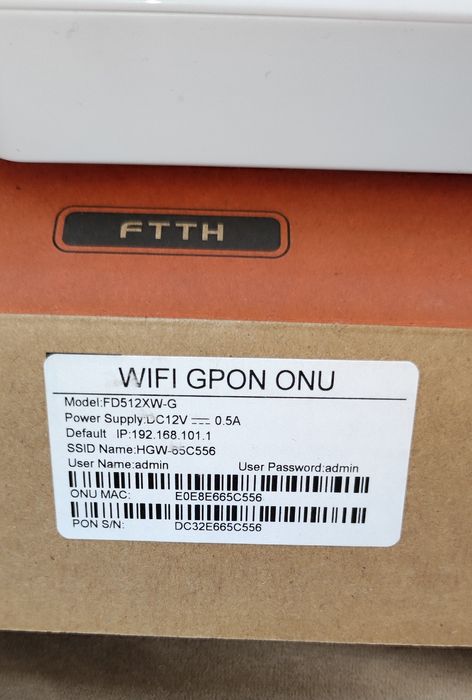 FTTH
WIFI GPON ONU
Model:FD512XW-G
Power Supply:DC12V ⎓ 0.5A
Default IP:192.168.101.1
SSID Name:HGW-65C556
User Name:admin User Password:admin
ONU MAC: E0E8E665C556
PON S/N: DC32E665C556